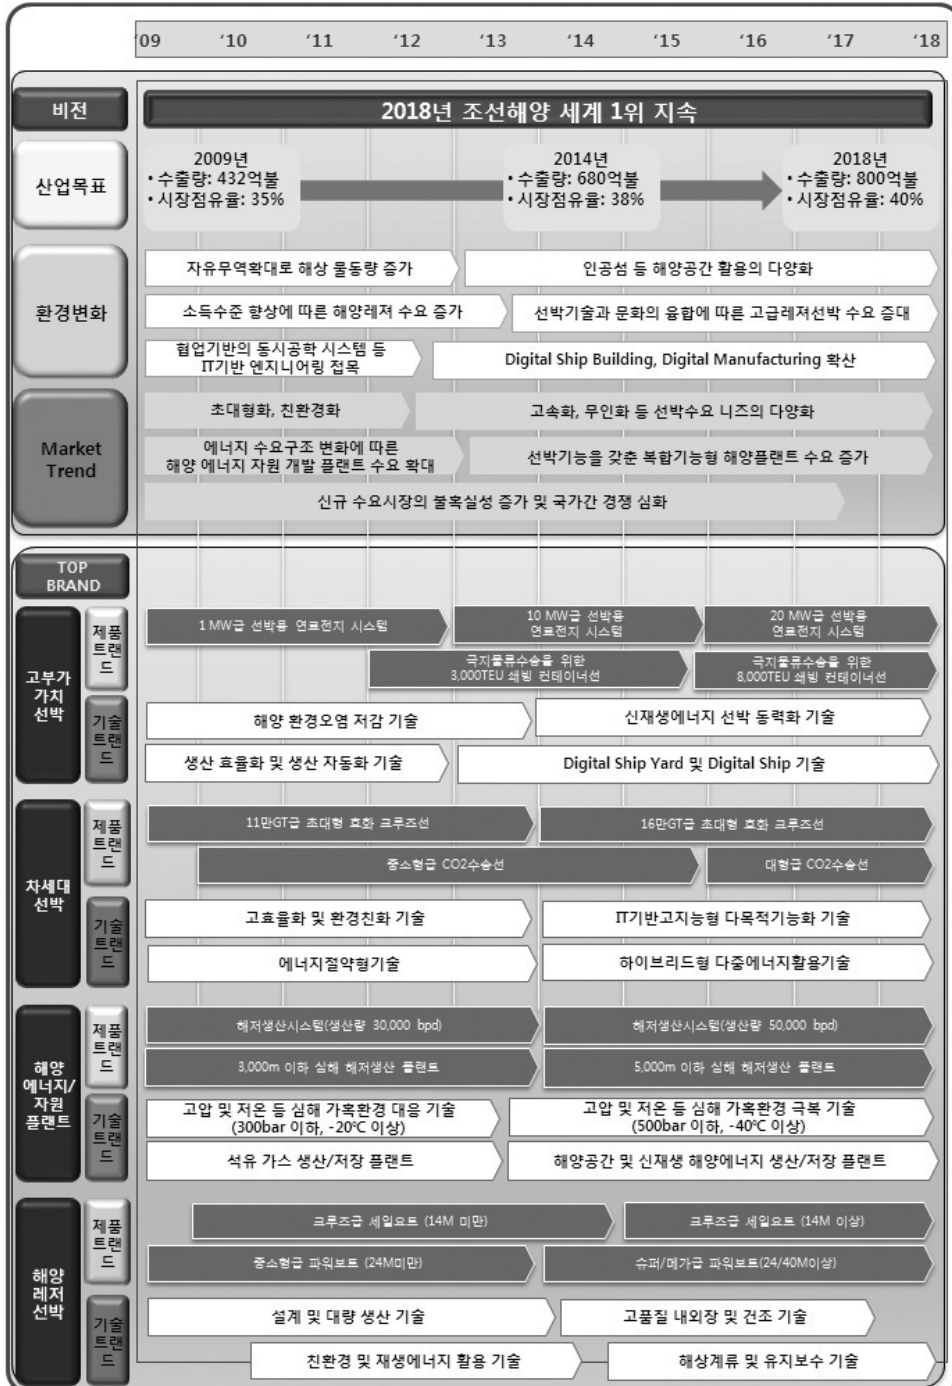 '09 '10 '11 '12 '13 '14 '15 '16 '17 '18
비전
2018년 조선해양 세계 1위 지속
산업목표
2009년
• 수출량: 432억불
• 시장점유율: 35%
2014년
• 수출량: 680억불
• 시장점유율: 38%
2018년
• 수출량: 800억불
• 시장점유율: 40%
환경변화
자유무역확대로 해상 물동량 증가
인공섬 등 해양공간 활용의 다양화
소득수준 향상에 따른 해양레져 수요 증가
선박기술과 문화의 융합에 따른 고급레져선박 수요 증대
협업기반의 동시공학 시스템 등
IT기반 엔지니어링 접목
Digital Ship Building, Digital Manufacturing 확산
Market
Trend
초대형화, 친환경화
고속화, 무인화 등 선박수요 니즈의 다양화
에너지 수요구조 변화에 따른
해양 에너지 자원 개발 플랜트 수요 확대
선박기능을 갖춘 복합기능형 해양플랜트 수요 증가
신규 수요시장의 불혹실성 증가 및 국가간 경쟁 심화
TOP
BRAND
고부가
가치
선박
제품
트랜
드
1 MW급 선박용 연료전지 시스템
10 MW급 선박용
연료전지 시스템
20 MW급 선박용
연료전지 시스템
극지물류수송을 위한
3,000TEU 쇄빙 컨테이너선
극지물류수송을 위한
8,000TEU 쇄빙 컨테이너선
기술
트랜
드
해양 환경오염 저감 기술
신재생에너지 선박 동력화 기술
생산 효율화 및 생산 자동화 기술
Digital Ship Yard 및 Digital Ship 기술
차세대
선박
제품
트랜
드
11만GT급 초대형 호화 크루즈선
16만GT급 초대형 호화 크루즈선
중소형급 CO2수송선
대형급 CO2수송선
기술
트랜
드
고효율화 및 환경친화 기술
IT기반고지능형 다목적기능화 기술
에너지절약형기술
하이브리드형 다중에너지활용기술
해양
에너지/
자원
플랜트
제품
트랜
드
해저생산시스템(생산량 30,000 bpd)
해저생산시스템(생산량 50,000 bpd)
3,000m 이하 심해 해저생산 플랜트
5,000m 이하 심해 해저생산 플랜트
기술
트랜
드
고압 및 저온 등 심해 가혹환경 대응 기술
(300bar 이하, -20℃ 이상)
고압 및 저온 등 심해 가혹환경 극복 기술
(500bar 이하, -40℃ 이상)
석유 가스 생산/저장 플랜트
해양공간 및 신재생 해양에너지 생산/저장 플랜트
해양
레저
선박
제품
트랜
드
크루즈급 세일요트 (14M 미만)
크루즈급 세일요트 (14M 이상)
중소형급 파워보트 (24M미만)
슈퍼/메가급 파워보트(24/40M이상)
기술
트랜
드
설계 및 대량 생산 기술
고품질 내외장 및 건조 기술
친환경 및 재생에너지 활용 기술
해상계류 및 유지보수 기술